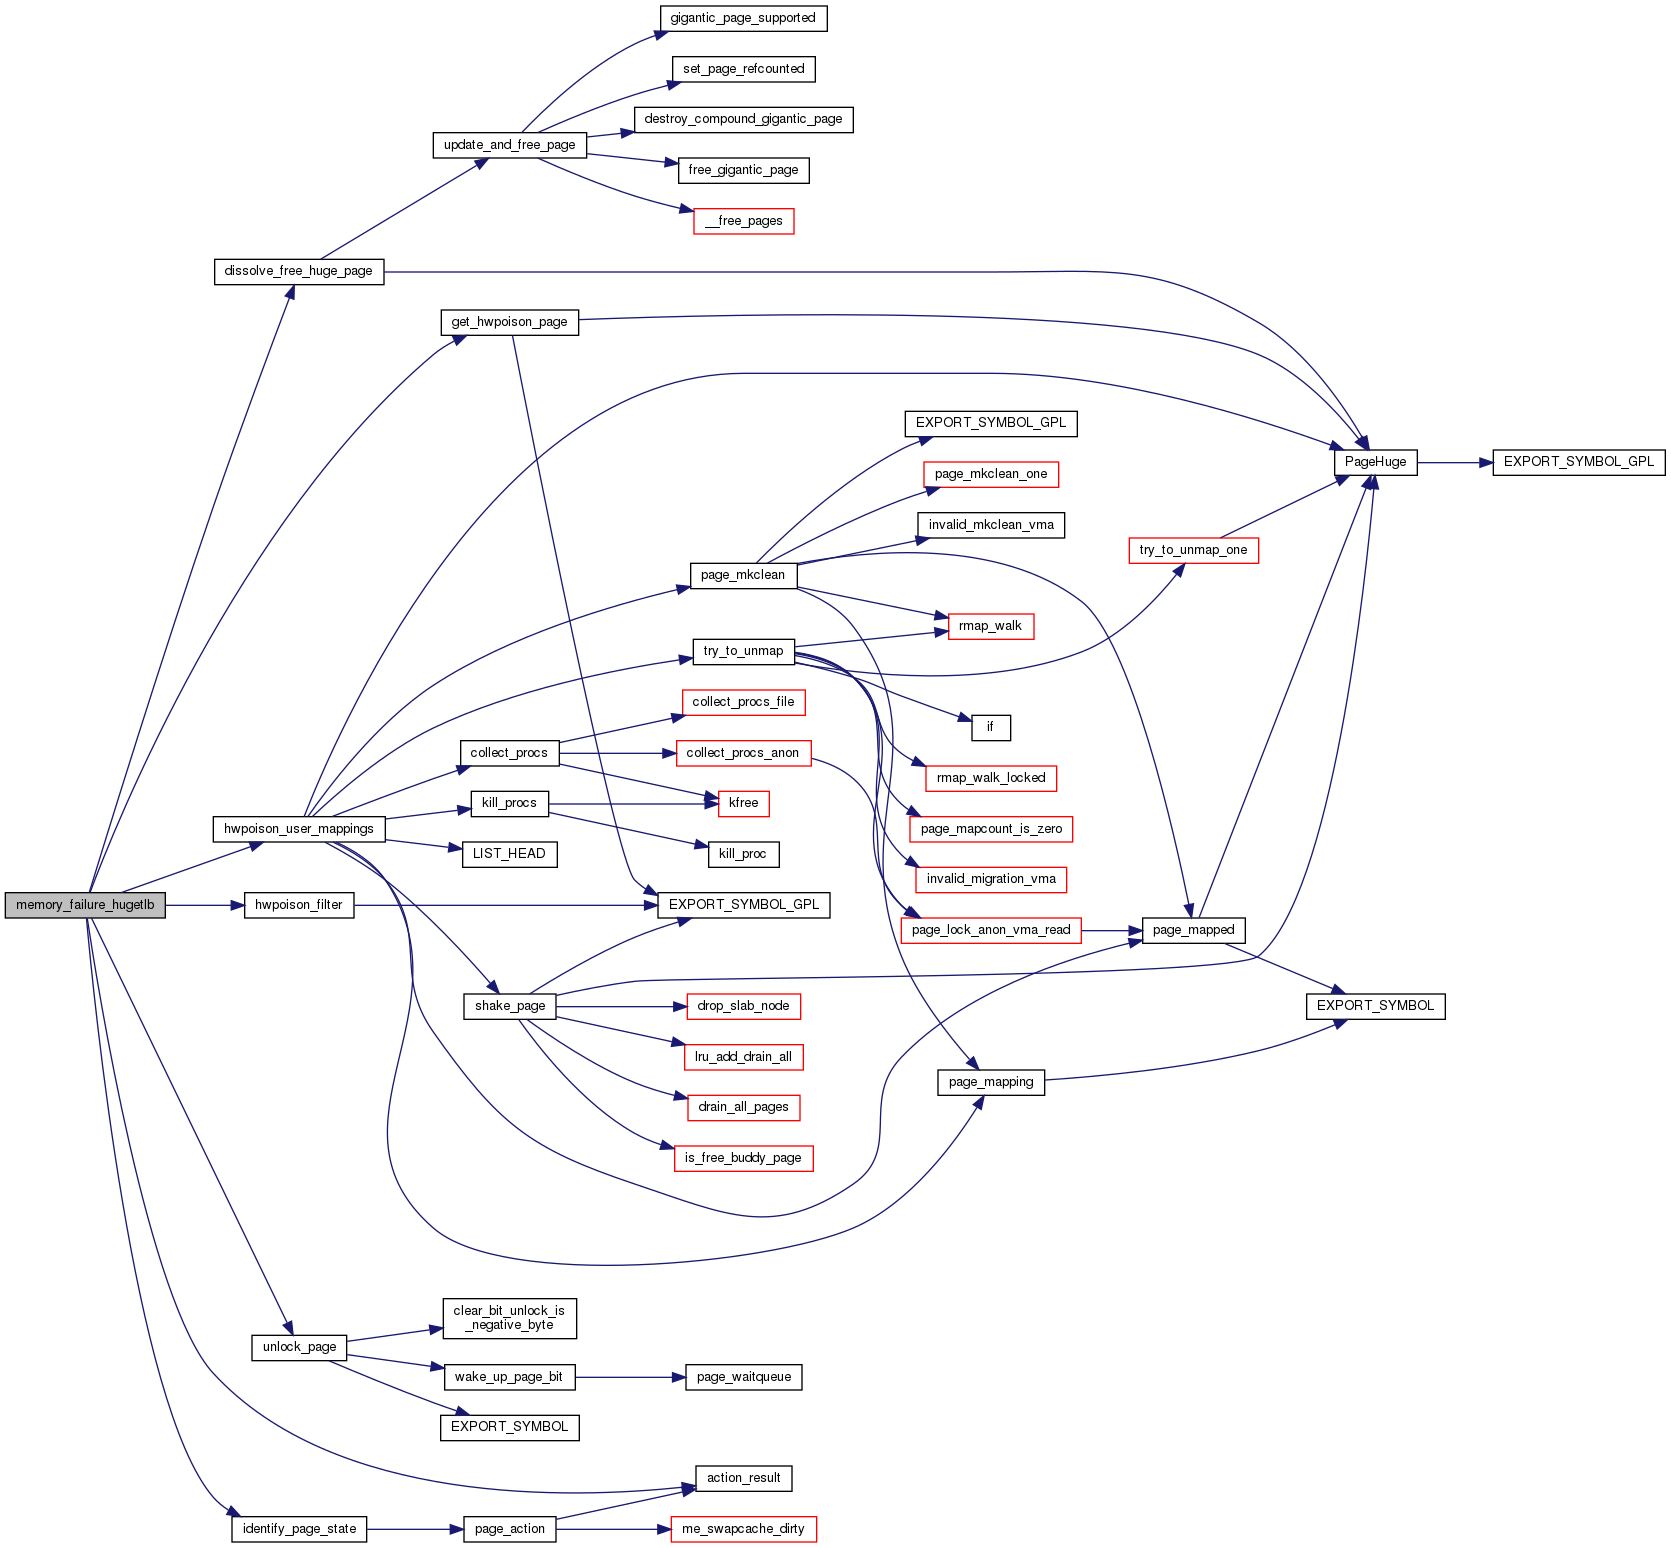 gigantic_page_supported
set_page_refcounted
destroy_compound_gigantic_page
update_and_free_page
free_gigantic_page
__free_pages
dissolve_free_huge_page
get_hwpoison_page
EXPORT_SYMBOL_GPL
PageHuge
EXPORT_SYMBOL_GPL
page_mkclean_one
invalid_mkclean_vma
try_to_unmap_one
page_mkclean
rmap_walk
try_to_unmap
collect_procs_file
if
collect_procs
collect_procs_anon
rmap_walk_locked
kill_procs
kfree
hwpoison_user_mappings
page_mapcount_is_zero
LIST_HEAD
kill_proc
invalid_migration_vma
memory_failure_hugetlb
hwpoison_filter
EXPORT_SYMBOL_GPL
page_lock_anon_vma_read
page_mapped
shake_page
drop_slab_node
EXPORT_SYMBOL
lru_add_drain_all
page_mapping
drain_all_pages
is_free_buddy_page
clear_bit_unlock_is
_negative_byte
unlock_page
wake_up_page_bit
page_waitqueue
EXPORT_SYMBOL
action_result
identify_page_state
page_action
me_swapcache_dirty